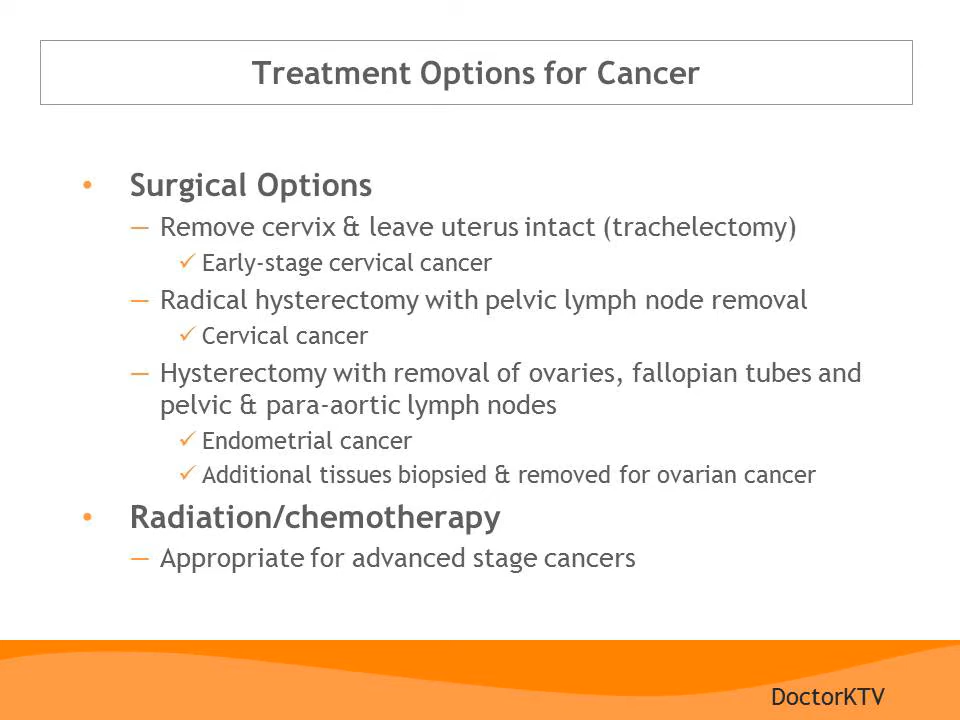 Treatment Options for Cancer
• Surgical Options
— Remove cervix & leave uterus intact (trachelectomy)
✓ Early-stage cervical cancer
— Radical hysterectomy with pelvic lymph node removal
✓ Cervical cancer
— Hysterectomy with removal of ovaries, fallopian tubes and
pelvic & para-aortic lymph nodes
✓ Endometrial cancer
✓ Additional tissues biopsied & removed for ovarian cancer
• Radiation/chemotherapy
— Appropriate for advanced stage cancers
DoctorKTV